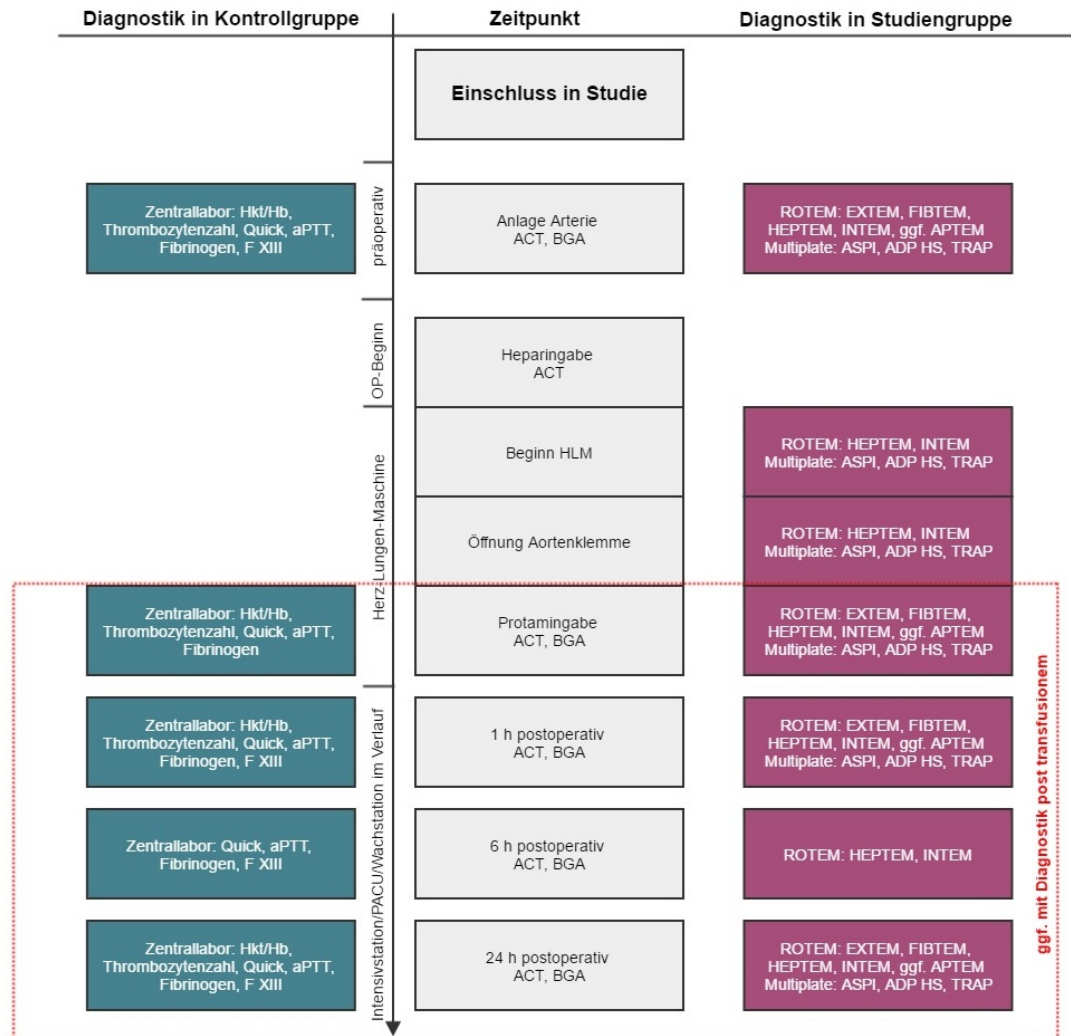 Diagnostik in Kontrollgruppe
Zeitpunkt
Diagnostik in Studiengruppe
Einschluss in Studie
präoperativ
Zentrallabor: Hkt/Hb,
Thrombozytenzahl, Quick, aPTT,
Fibrinogen, F XIII
Anlage Arterie
ACT, BGA
ROTEM: EXTEM, FIBTEM,
HEPTEM, INTEM, ggf. APTEM
Multiplate: ASPI, ADP HS, TRAP
OP-Beginn
Heparingabe
ACT
Herz-Lungen-Maschine
Beginn HLM
ROTEM: HEPTEM, INTEM
Multiplate: ASPI, ADP HS, TRAP
Öffnung Aortenklemme
ROTEM: HEPTEM, INTEM
Multiplate: ASPI, ADP HS, TRAP
Zentrallabor: Hkt/Hb,
Thrombozytenzahl, Quick, aPTT,
Fibrinogen
Protamingabe
ACT, BGA
ROTEM: EXTEM, FIBTEM,
HEPTEM, INTEM, ggf. APTEM
Multiplate: ASPI, ADP HS, TRAP
Intensivstation/PACU/Wachstation im Verlauf
Zentrallabor: Hkt/Hb,
Thrombozytenzahl, Quick, aPTT,
Fibrinogen, F XIII
1 h postoperativ
ACT, BGA
ROTEM: EXTEM, FIBTEM,
HEPTEM, INTEM, ggf. APTEM
Multiplate: ASPI, ADP HS, TRAP
Zentrallabor: Quick, aPTT,
Fibrinogen, F XIII
6 h postoperativ
ACT, BGA
ROTEM: HEPTEM, INTEM
Zentrallabor: Hkt/Hb,
Thrombozytenzahl, Quick, aPTT,
Fibrinogen, F XIII
24 h postoperativ
ACT, BGA
ROTEM: EXTEM, FIBTEM,
HEPTEM, INTEM, ggf. APTEM
Multiplate: ASPI, ADP HS, TRAP
ggf. mit Diagnostik post transfusionem